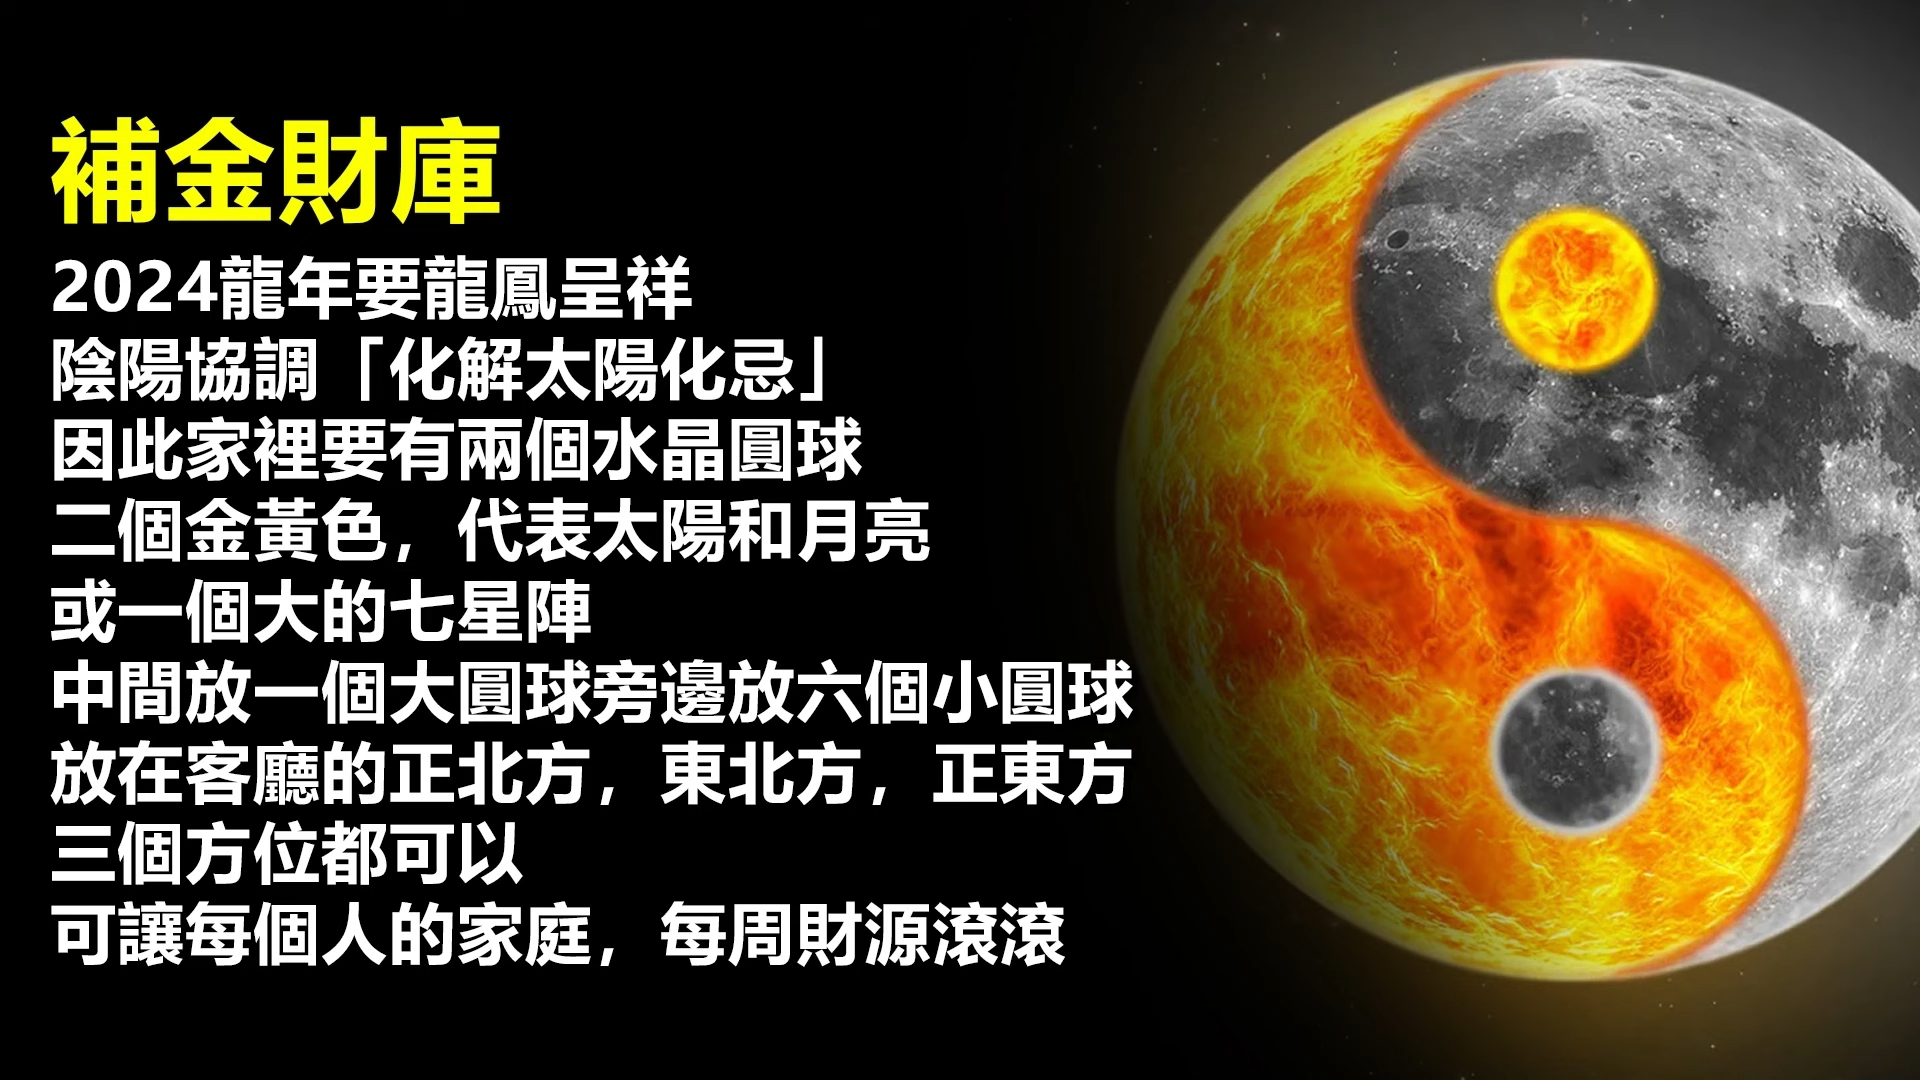 補金財庫
2024龍年要龍鳳呈祥
陰陽協調「化解太陽化忌」
因此家裡要有兩個水晶圓球
二個金黃色，代表太陽和月亮
或一個大的七星陣
中間放一個大圓球旁邊放六個小圓球
放在客廳的正北方，東北方，正東方
三個方位都可以
可讓每個人的家庭，每周財源滾滾